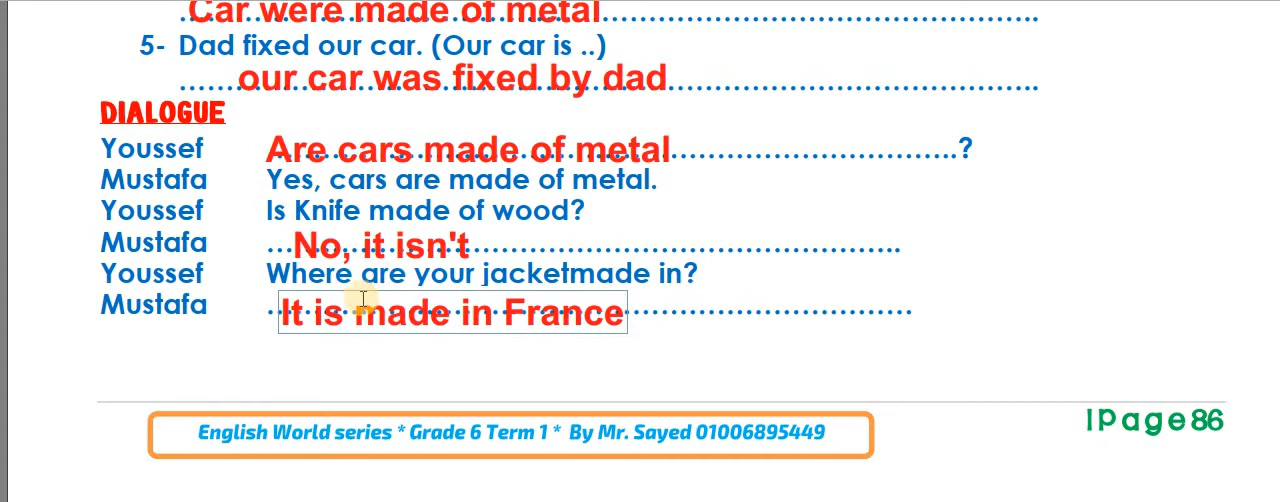 Car were made of metal
5- Dad fixed our car. (Our car is ..)
our car was fixed by dad
DIALOGUE
Youssef Are cars made of metal?
Mustafa Yes, cars are made of metal.
Youssef Is Knife made of wood?
Mustafa No, it isn't
Youssef Where are your jacketmade in?
Mustafa It is made in France
English World series * Grade 6 Term 1 * By Mr. Sayed 01006895449
1Page 86